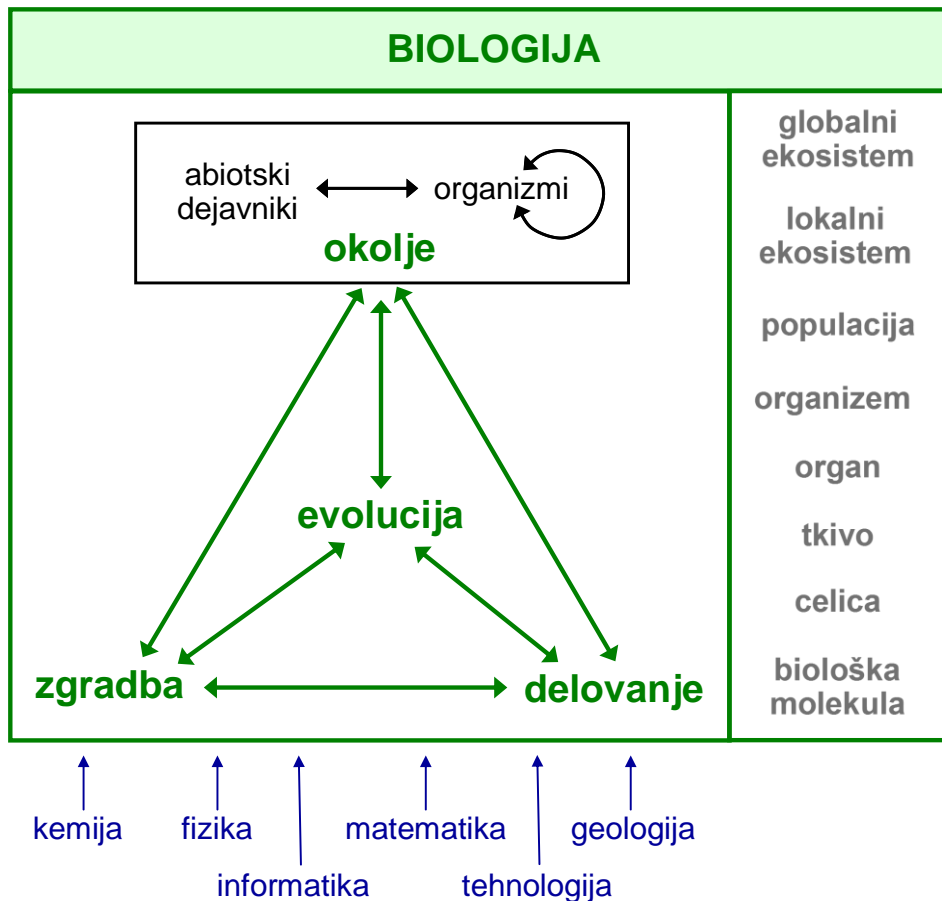 BIOLOGIJA
abiotski
dejavniki
organizmi
okolje
evolucija
zgradba
delovanje
globalni
ekosistem
lokalni
ekosistem
populacija
organizem
organ
tkivo
celica
biološka
molekula
kemija
fizika
matematika
geologija
informatika
tehnologija